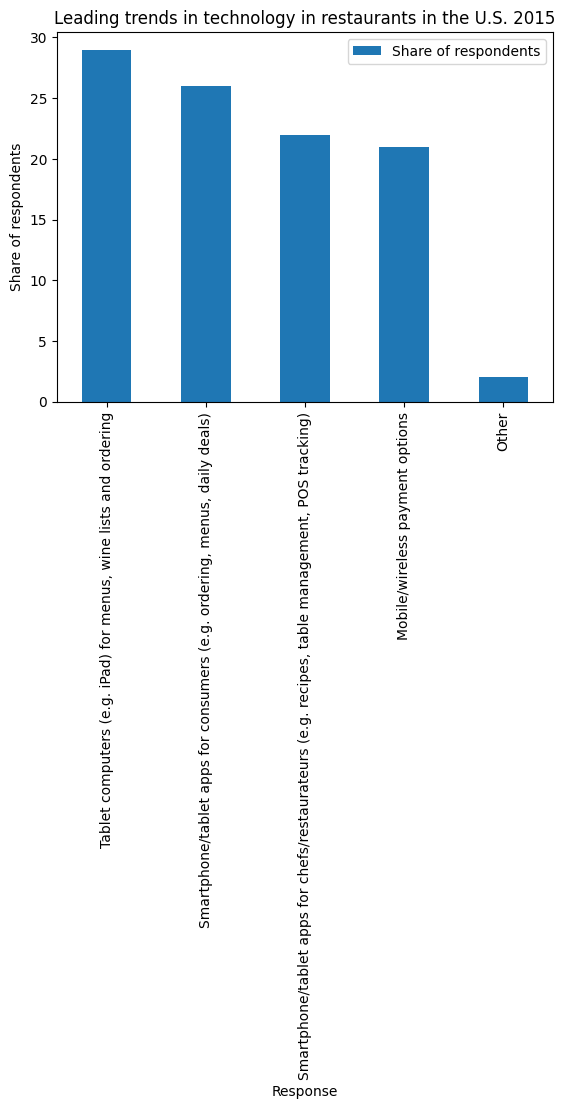 Leading trends in technology in restaurants in the U.S. 2015
Share of respondents
Share of respondents
30
25
20
15
10
5
0
Tablet computers (e.g. iPad) for menus, wine lists and ordering
Smartphone/tablet apps for consumers (e.g. ordering, menus, daily deals)
Smartphone/tablet apps for chefs/restaurateurs (e.g. recipes, table management, POS tracking)
Mobile/wireless payment options
Other
Response